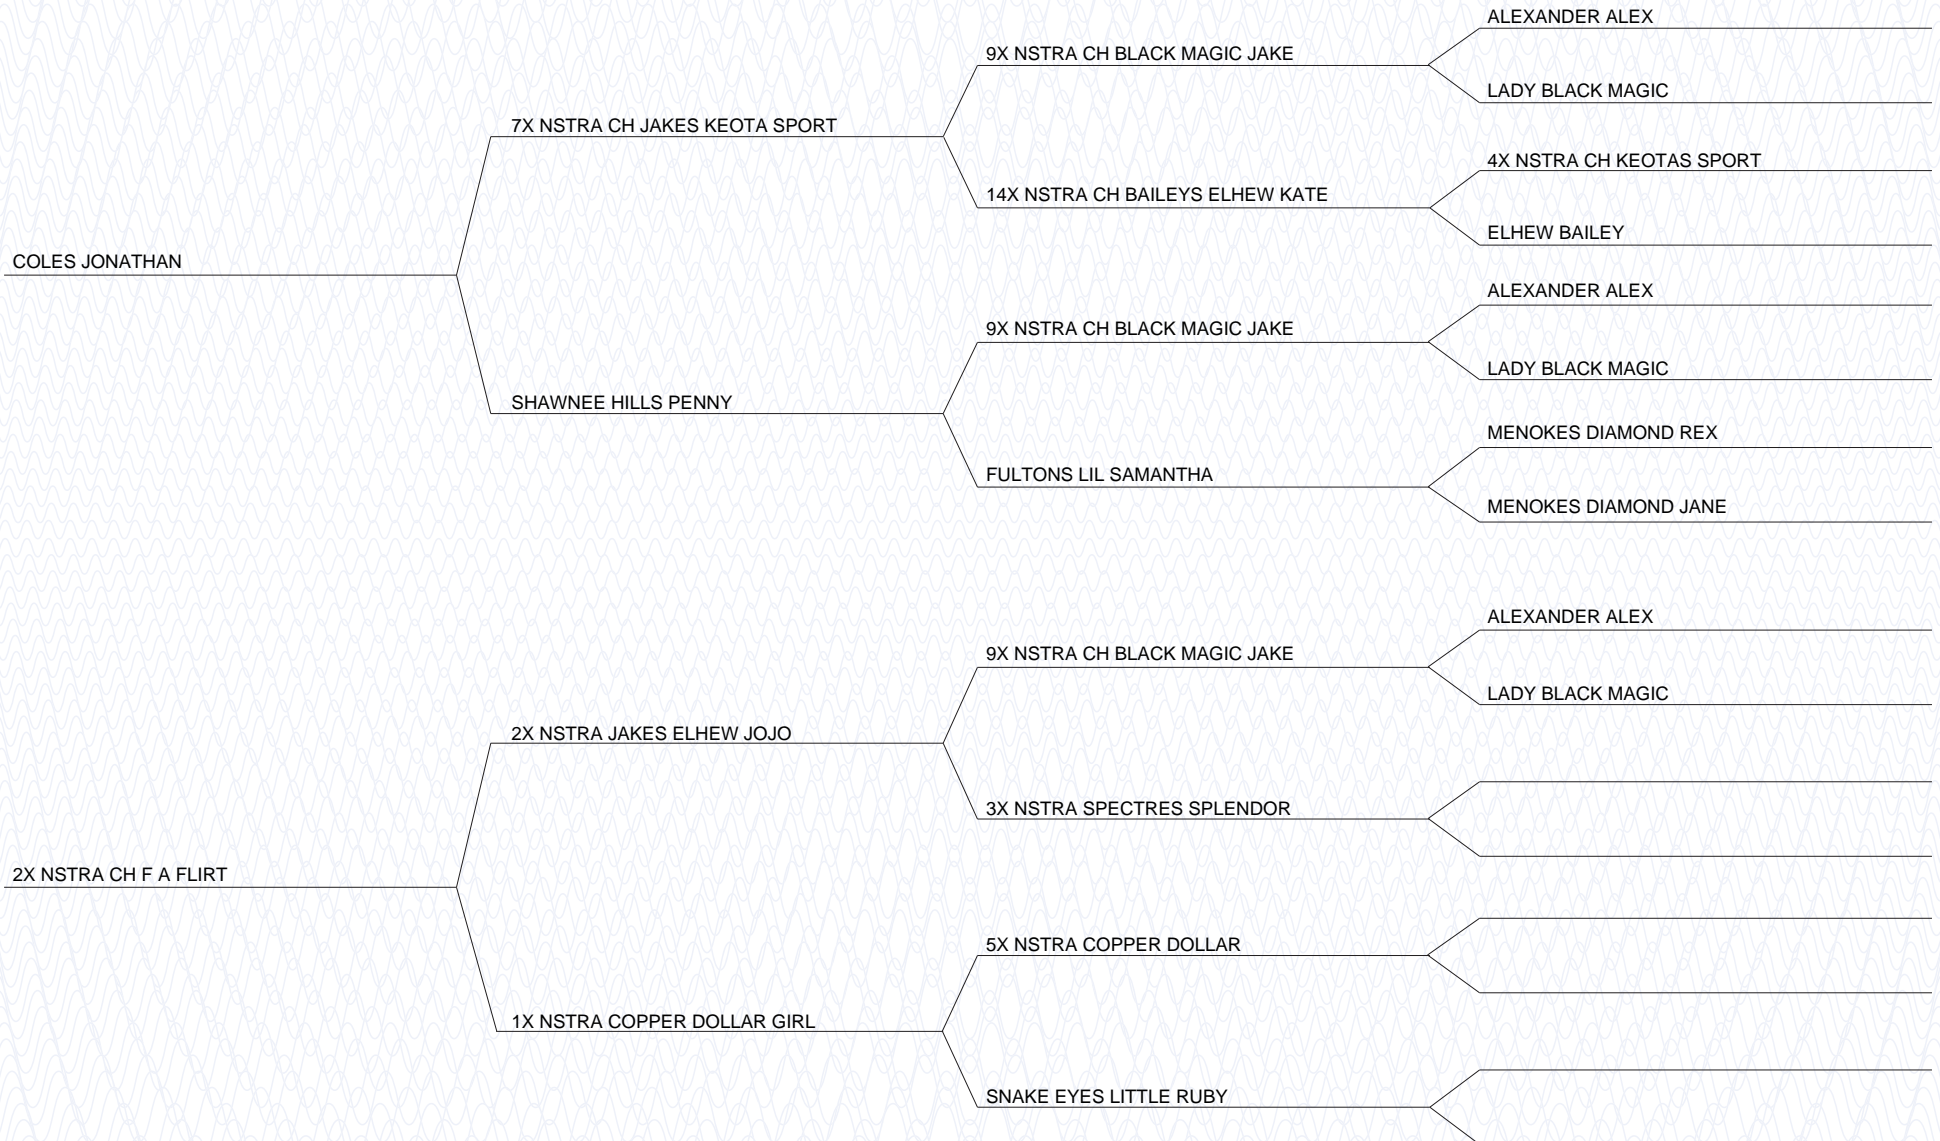 ALEXANDER ALEX
9X NSTRA CH BLACK MAGIC JAKE
LADY BLACK MAGIC
7X NSTRA CH JAKES KEOTA SPORT
4X NSTRA CH KEOTAS SPORT
14X NSTRA CH BAILEYS ELHEW KATE
ELHEW BAILEY
COLES JONATHAN
ALEXANDER ALEX
9X NSTRA CH BLACK MAGIC JAKE
LADY BLACK MAGIC
SHAWNEE HILLS PENNY
MENOKES DIAMOND REX
FULTONS LIL SAMANTHA
MENOKES DIAMOND JANE
ALEXANDER ALEX
9X NSTRA CH BLACK MAGIC JAKE
LADY BLACK MAGIC
2X NSTRA JAKES ELHEW JOJO
3X NSTRA SPECTRES SPLENDOR
2X NSTRA CH F A FLIRT
5X NSTRA COPPER DOLLAR
1X NSTRA COPPER DOLLAR GIRL
SNAKE EYES LITTLE RUBY